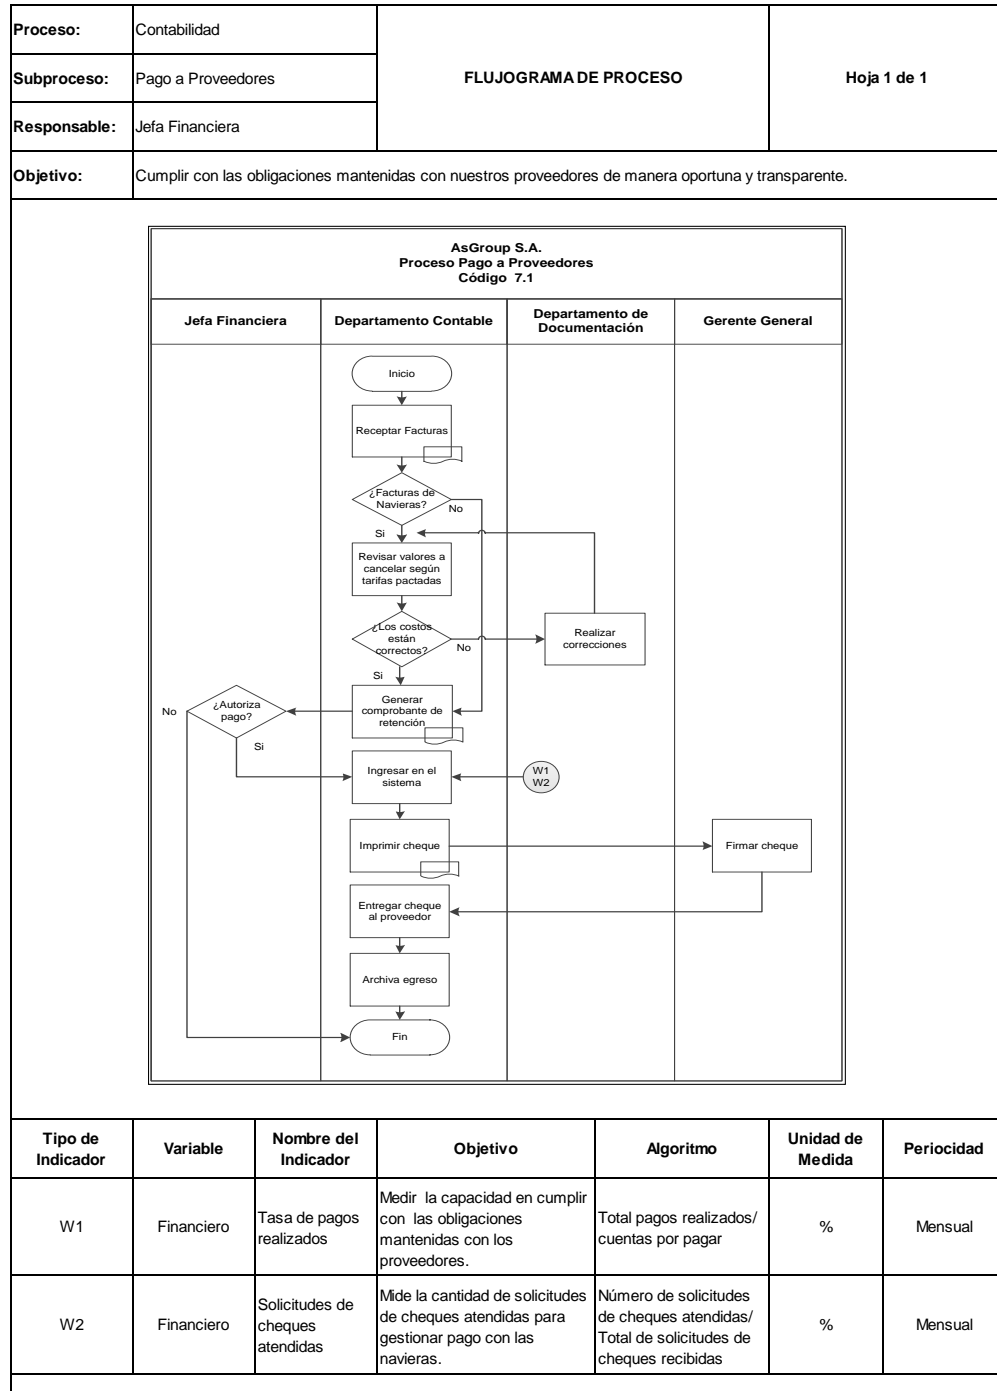 Proceso: Contabilidad
Subproceso: Pago a Proveedores
Responsable: Jefa Financiera
FLUJOGRAMA DE PROCESO
Hoja 1 de 1
Objetivo: Cumplir con las obligaciones mantenidas con nuestros proveedores de manera oportuna y transparente.
AsGroup S.A.
Proceso Pago a Proveedores
Código 7.1
Jefa Financiera
Departamento Contable
Departamento de
Documentación
Gerente General
Inicio
Receptar Facturas
¿Facturas de
Navieras?
No
Si
Revisar valores a
cancelar según
tarifas pactadas
¿Los costos
están
correctos?
No
Realizar
correcciones
Si
Generar
comprobante de
retención
¿Autoriza
pago?
No
Si
Ingresar en el
sistema
W1
W2
Imprimir cheque
Firmar cheque
Entregar cheque
al proveedor
Archiva egreso
Fin
Tipo de
Indicador
Variable
Nombre del
Indicador
Objetivo
Algoritmo
Unidad de
Medida
Periocidad
W1
Financiero
Tasa de pagos
realizados
Medir la capacidad en cumplir
con las obligaciones
mantenidas con los
proveedores.
Total pagos realizados/
cuentas por pagar
%
Mensual
W2
Financiero
Solicitudes de
cheques
atendidas
Mide la cantidad de solicitudes
de cheques atendidas para
gestionar pago con las
navieras.
Número de solicitudes
de cheques atendidas/
Total de solicitudes de
cheques recibidas
%
Mensual